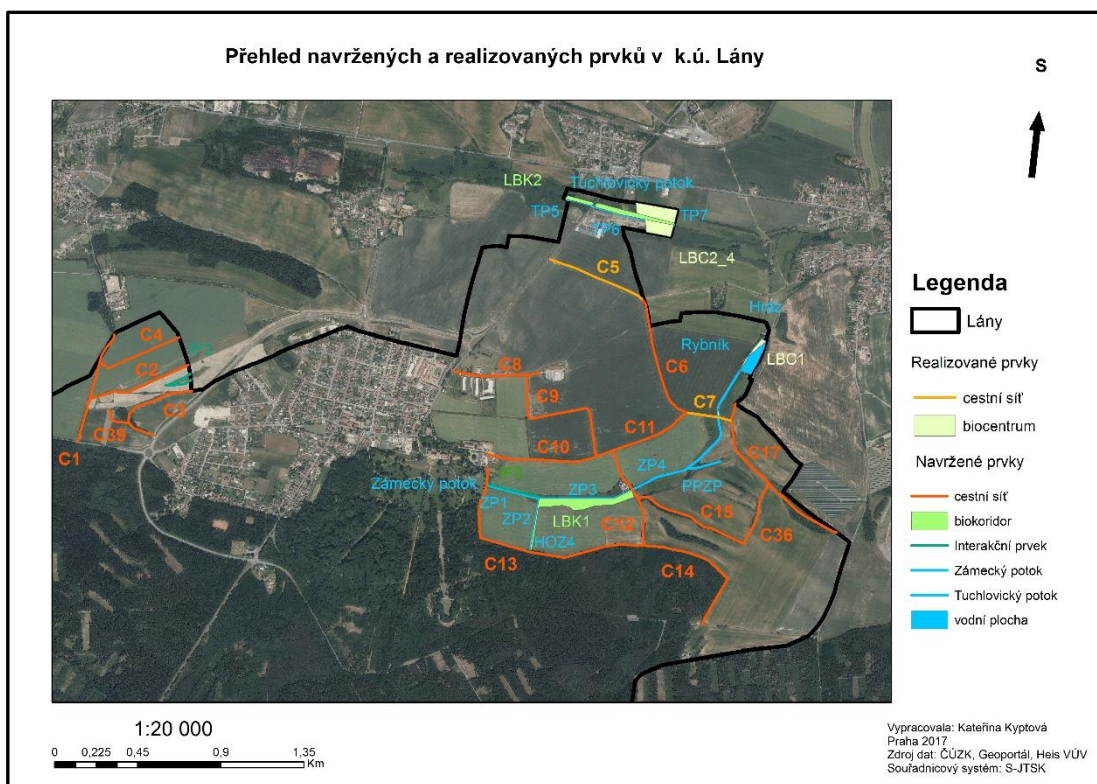 Přehled navržených a realizovaných prvků v k.ú. Lány
S
LBK2
Tuchlovický potok
TP5
TP6
TP7
LBC2_4
C5
Hráz
Rybník
LBC1
C6
C4
C2
C3
C39
C1
C8
C9
C10
C11
C7
C17
Zámecký potok
ZP1
ZP2
ZP3
ZP4
PPZP
LBK1
HOZ4
C12
C15
C36
C13
C14
Legenda
Lány
Realizované prvky
cestní síť
biocentrum
Navržené prvky
cestní síť
biokoridor
Interakční prvek
Zámecký potok
Tuchlovický potok
vodní plocha
1:20 000
0 0,225 0,45 0,9 1,35
Km
Vypracovala: Kateřina Kyptová
Praha 2017
Zdroj dat: ČÚZK, Geoportál, Heis VÚV
Souřadnicový systém: S-JTSK